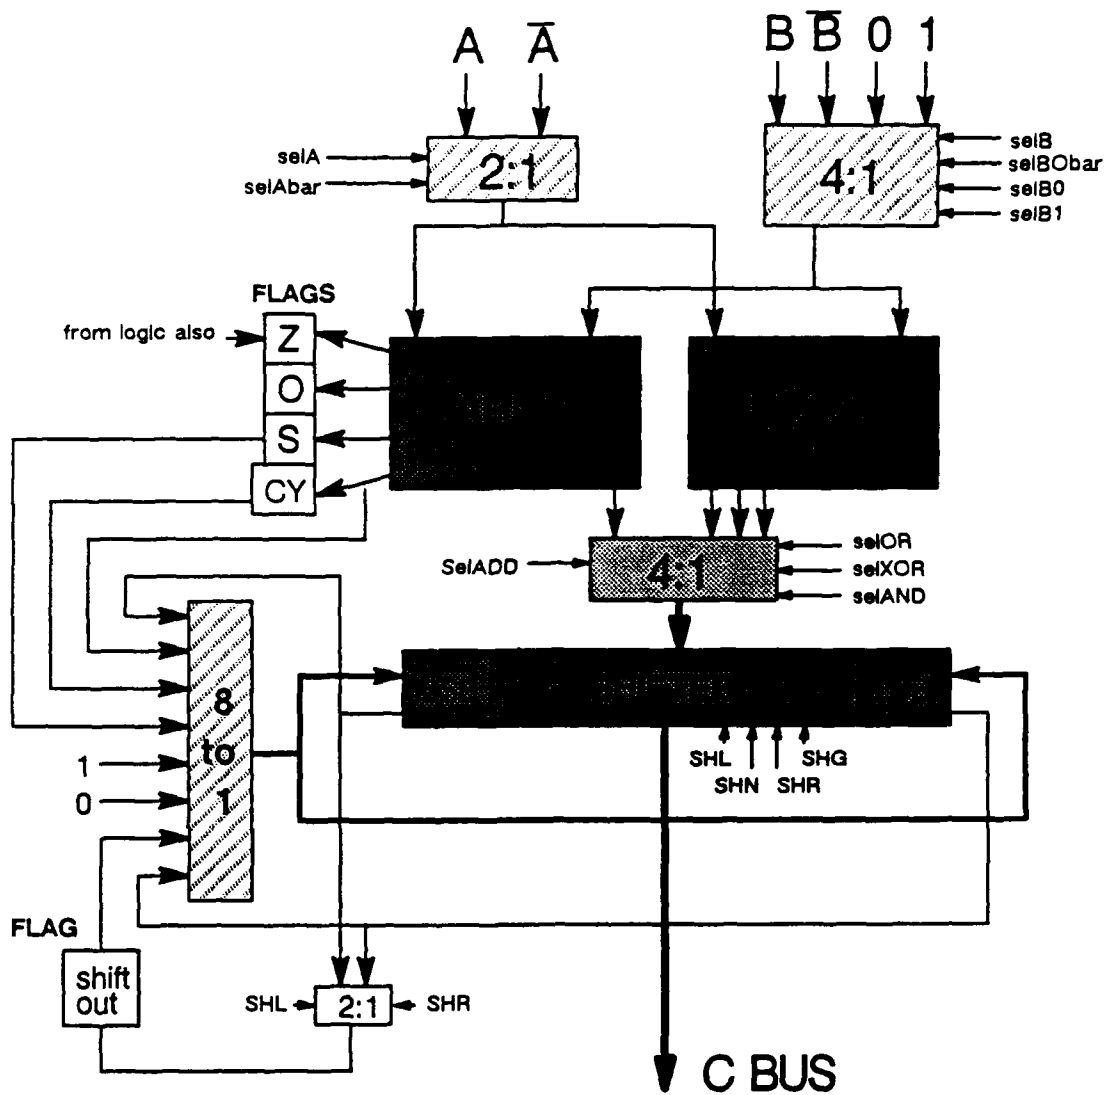 A A B B 0 1
selA
selAbar
2:1
4:1
selB
selBObar
selB0
selB1
FLAGS
from logic also
Z
O
S
CY
SelADD
4:1
selOR
selXOR
selAND
8
to
1
1
0
SHL SHG
SHN SHR
FLAG
shift
out
SHL 2:1 SHR
C BUS